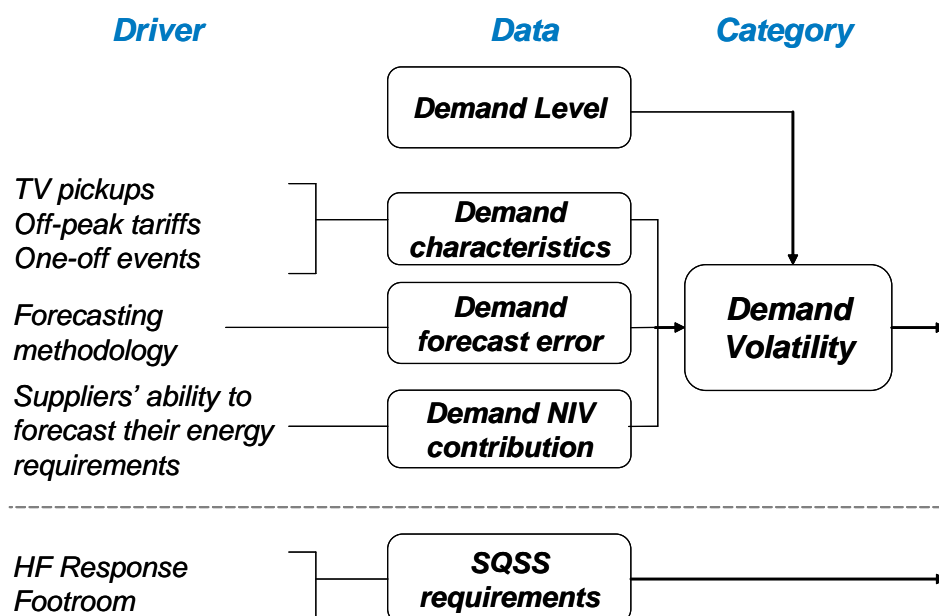 Driver
Data
Category
Demand Level
TV pickups
Off-peak tariffs
One-off events
Demand
characteristics
Forecasting
methodology
Demand
forecast error
Demand
Volatility
Suppliers' ability to
forecast their energy
requirements
Demand NIV
contribution
HF Response
Footroom
SQSS
requirements